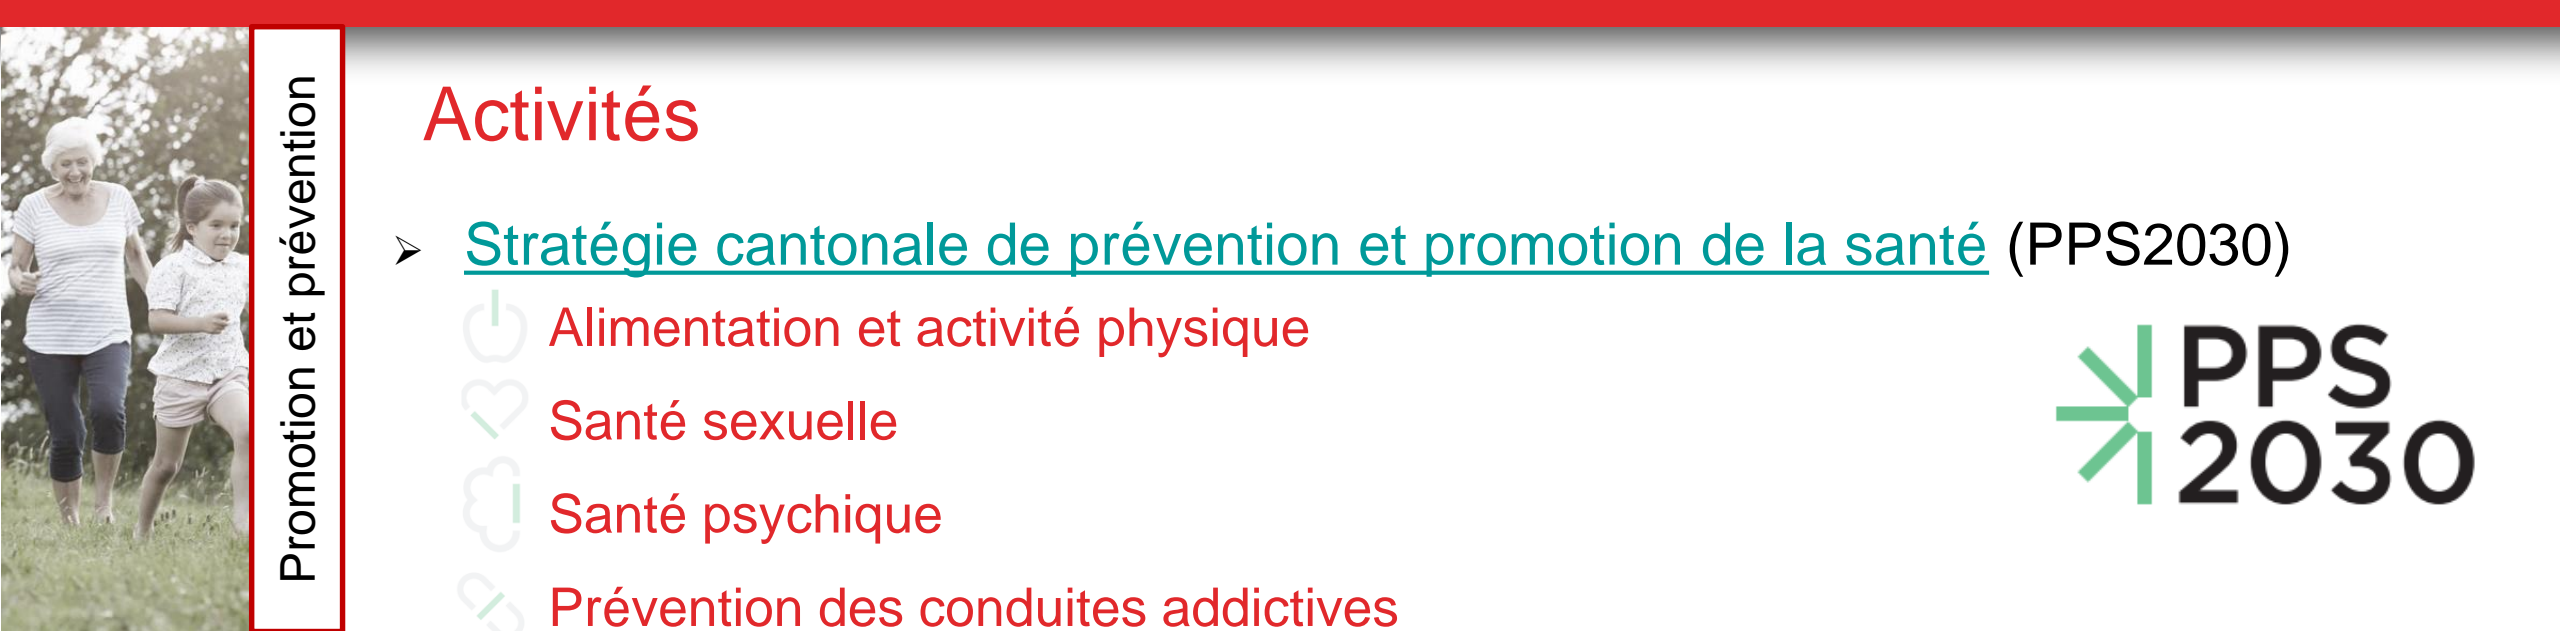 Promotion et prévention
Activités
➢ Stratégie cantonale de prévention et promotion de la santé (PPS2030)
Alimentation et activité physique
Santé sexuelle
Santé psychique
Prévention des conduites addictives
PPS
2030